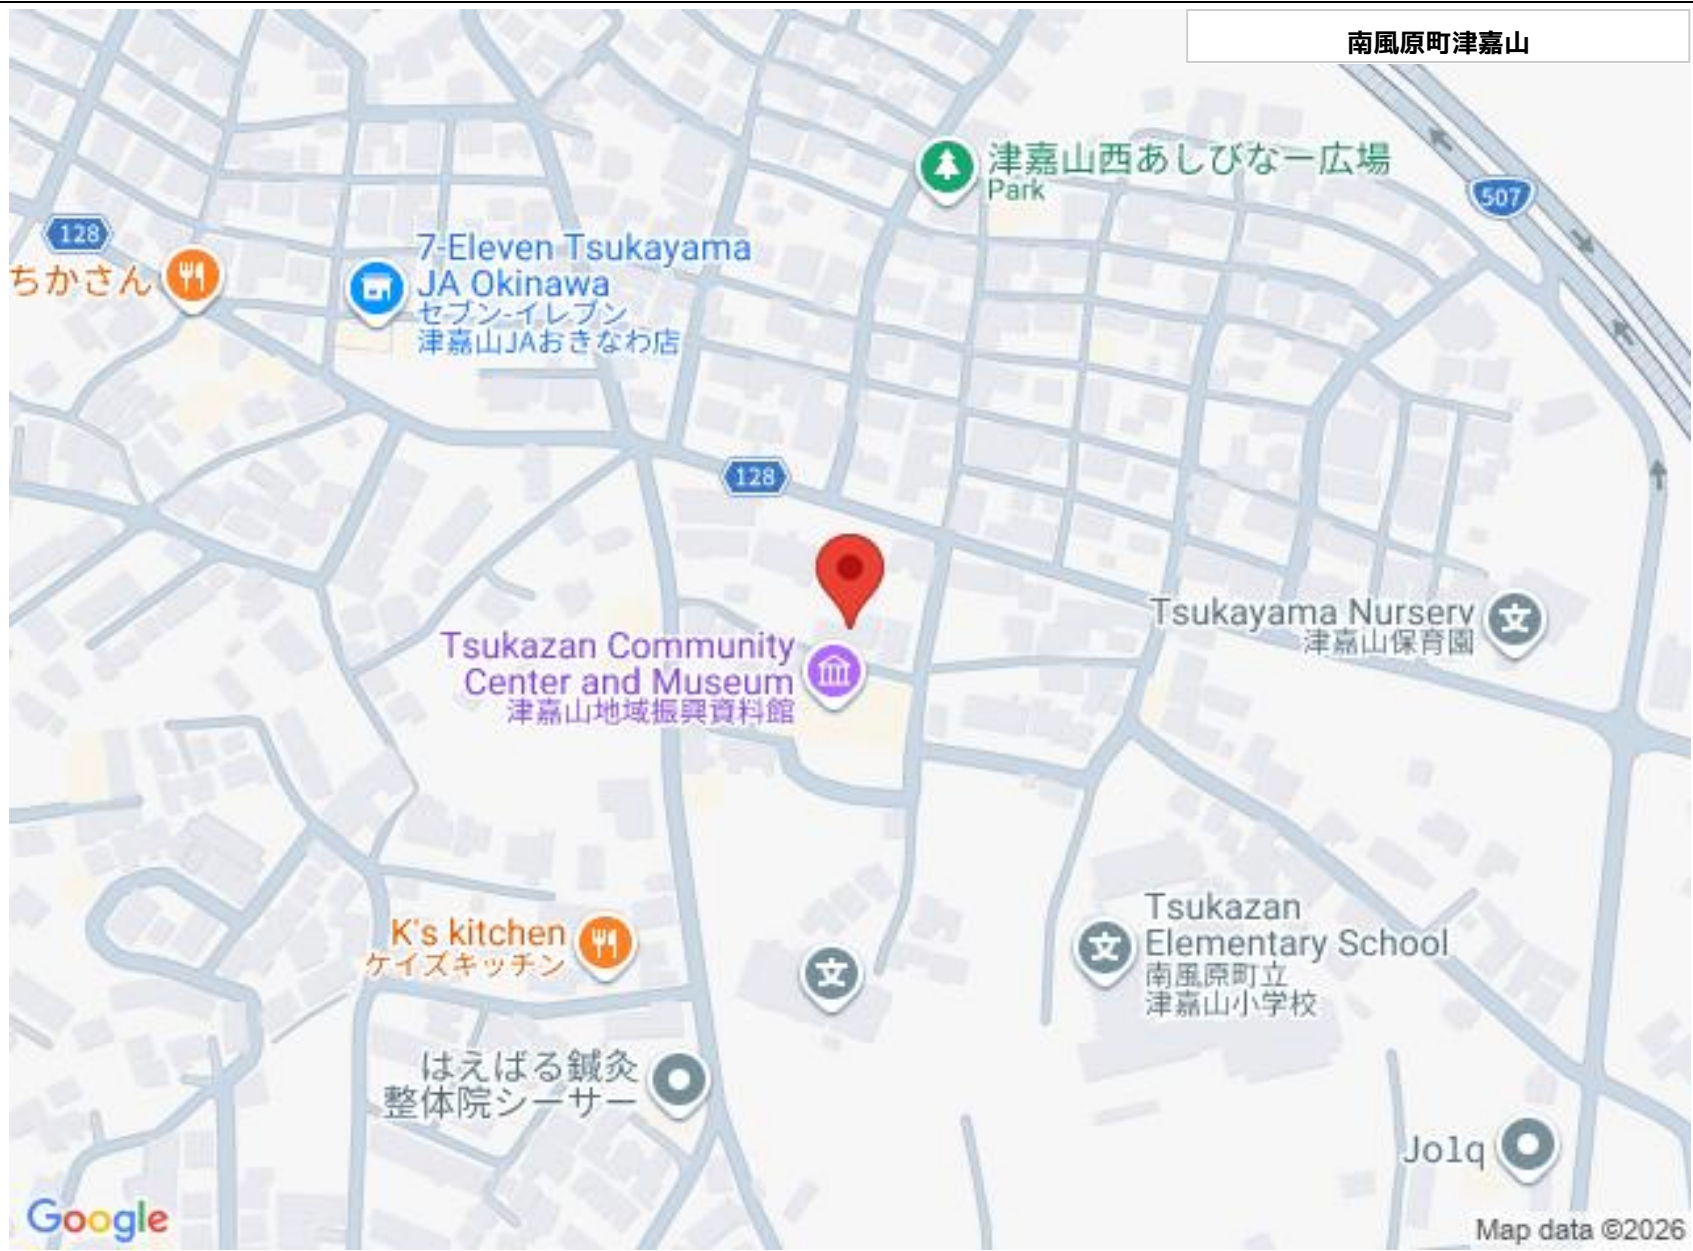 南風原町津嘉山
津嘉山西あしびなー広場
Park
507
128
7-Eleven Tsukayama
JA Okinawa
セブン-イレブン
津嘉山JAおきなわ店
ちかさん
128
Tsukayama Nurserv
津嘉山保育園
Tsukazan Community
Center and Museum
津嘉山地域振興資料館
K's kitchen
ケイズキッチン
文
文
文
Tsukazan
Elementary School
南風原町立
津嘉山小学校
はえばる鍼灸
整体院シーサー
Jo1q
Google
Map data ©2026